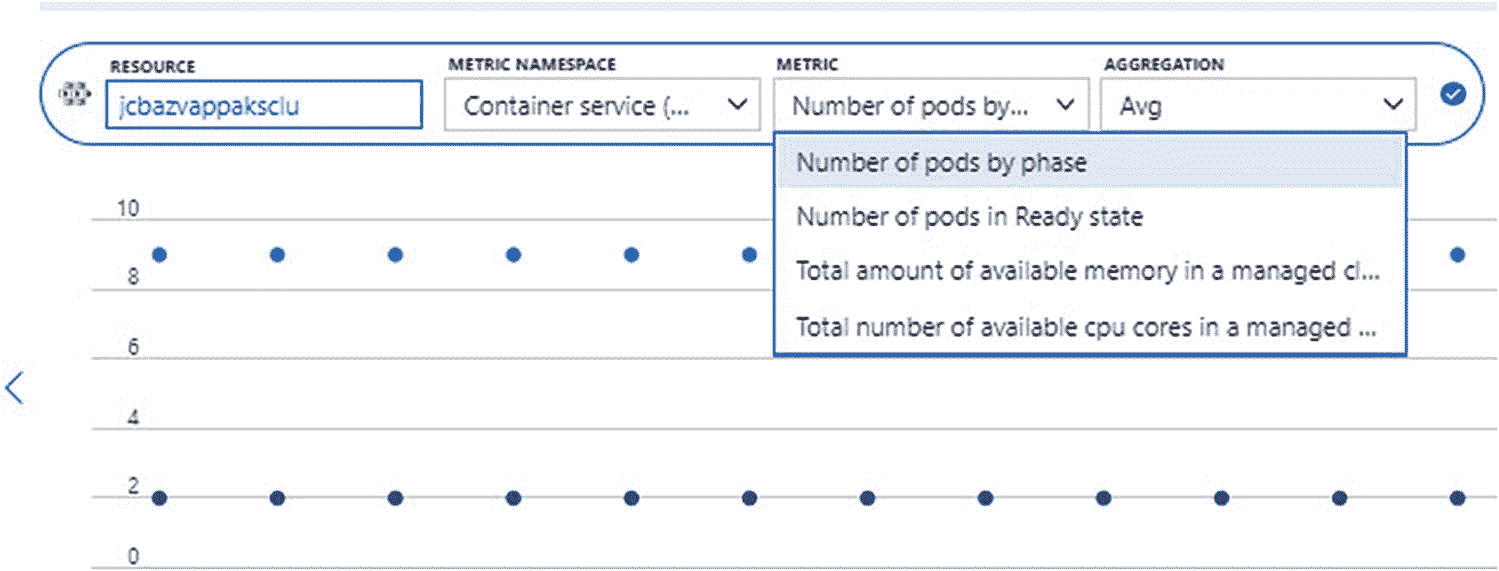 RESOURCE
METRIC NAMESPACE
METRIC
AGGREGATION
jcbazvappaksclu
Container service (...
Number of pods by...
Avg
Number of pods by phase
Number of pods in Ready state
Total amount of available memory in a managed cl...
Total number of available cpu cores in a managed ...
10
8
6
4
2
0